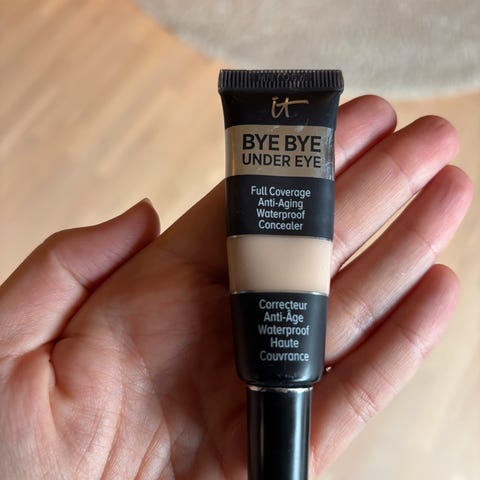 it
BYE BYE
UNDER EYE
Full Coverage
Anti-Aging
Waterproof
Concealer
Correcteur
Anti-Âge
Waterproof
Haute
Couvrance